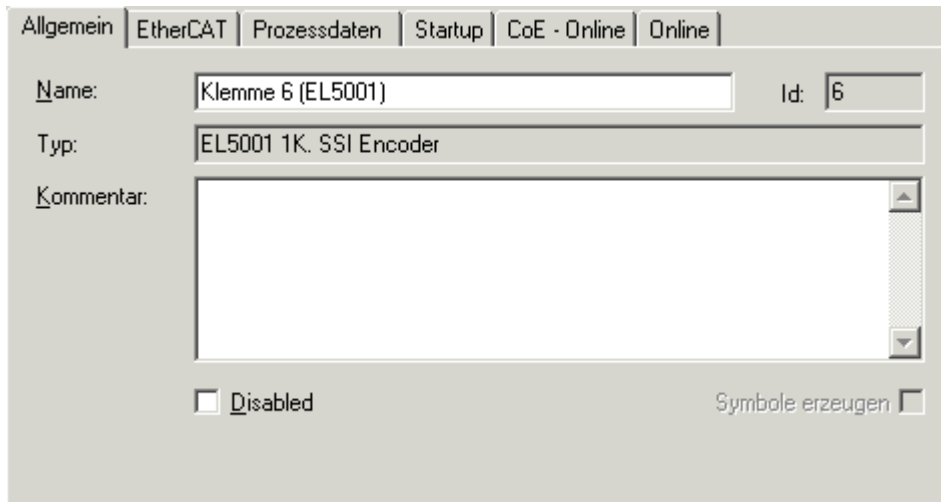 Allgemein EtherCAT Prozessdaten Startup CoE - Online Online
Name: Klemme 6 (EL5001) Id: 6
Typ: EL5001 1K. SSI Encoder
Kommentar:
Disabled Symbole erzeugen